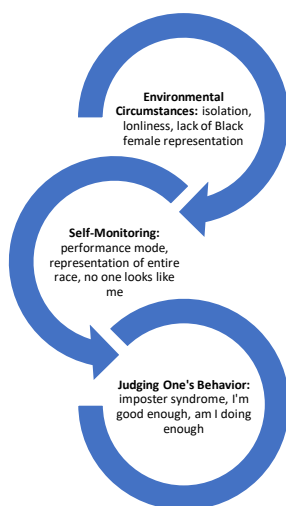 Environmental
Circumstances: isolation,
lonliness, lack of Black
female representation
Self-Monitoring:
performance mode,
representation of entire
race, no one looks like
me
Judging One's Behavior:
imposter syndrome, I'm
good enough, am I doing
enough